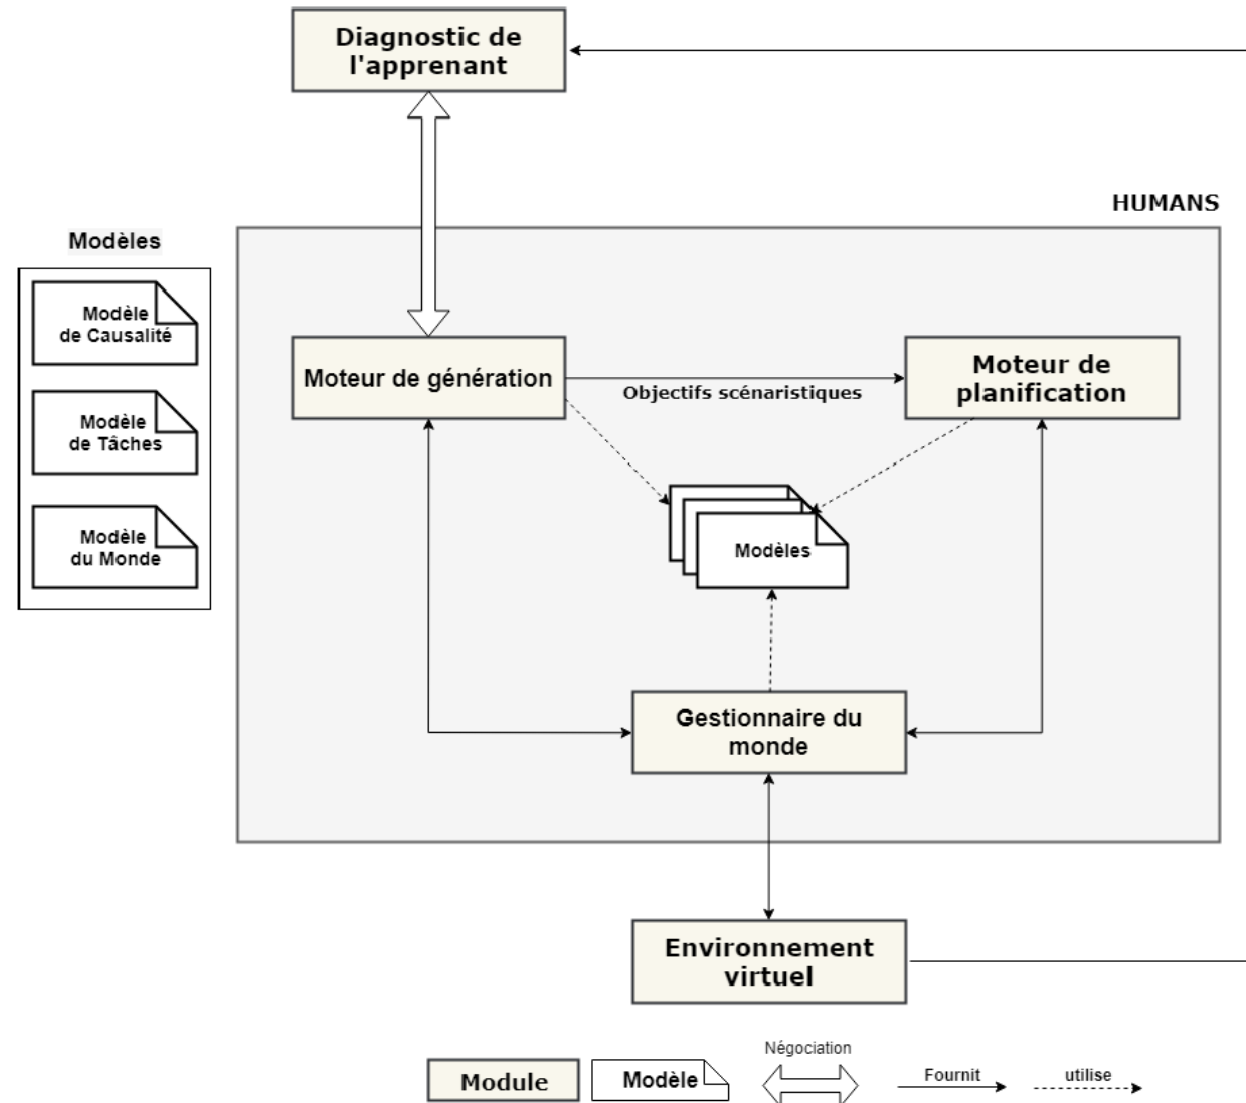 Diagnostic de
l'apprenant
HUMANS
Modèles
Modèle
de Causalité
Modèle
de Tâches
Modèle
du Monde
Moteur de génération
Objectifs scénaristiques
Moteur de
planification
Modèles
Gestionnaire du
monde
Environnement
virtuel
Module
Modèle
Négociation
Fournit
utilise